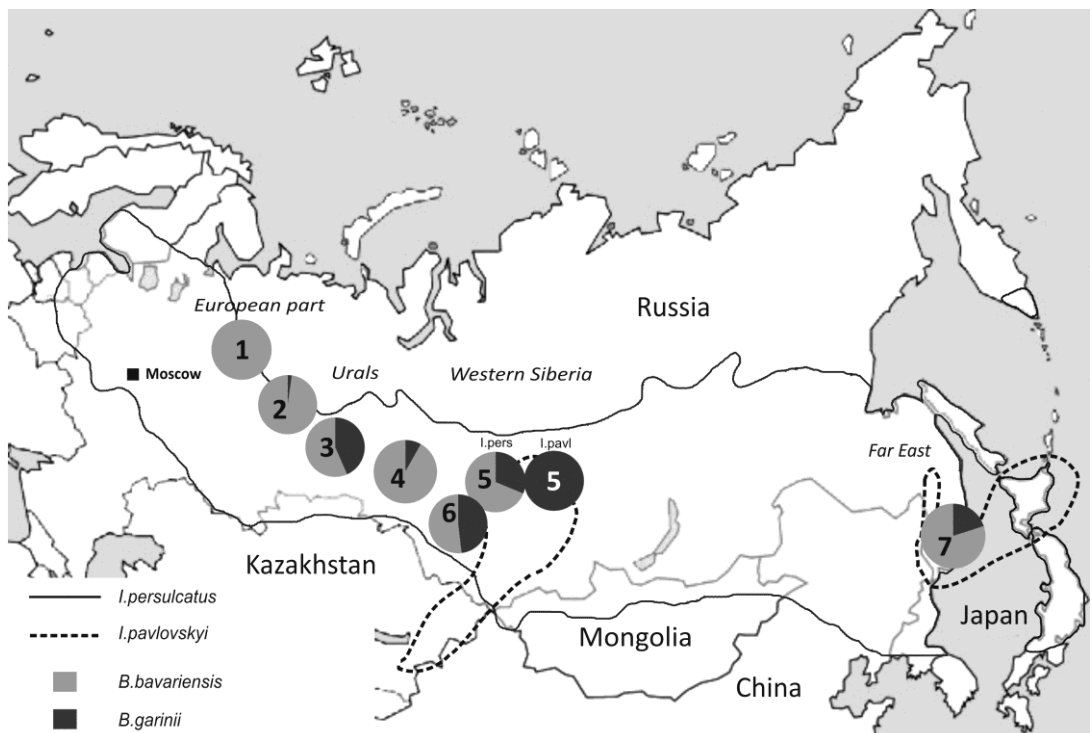 Russia
European part
1
Moscow
Urals
Western Siberia
2
3
4
I.pers
I.pavl
5
5
6
Far East
7
Kazakhstan
Mongolia
China
Japan
I.persulcatus
I.pavlovskyi
B.bavariensis
B.garinii